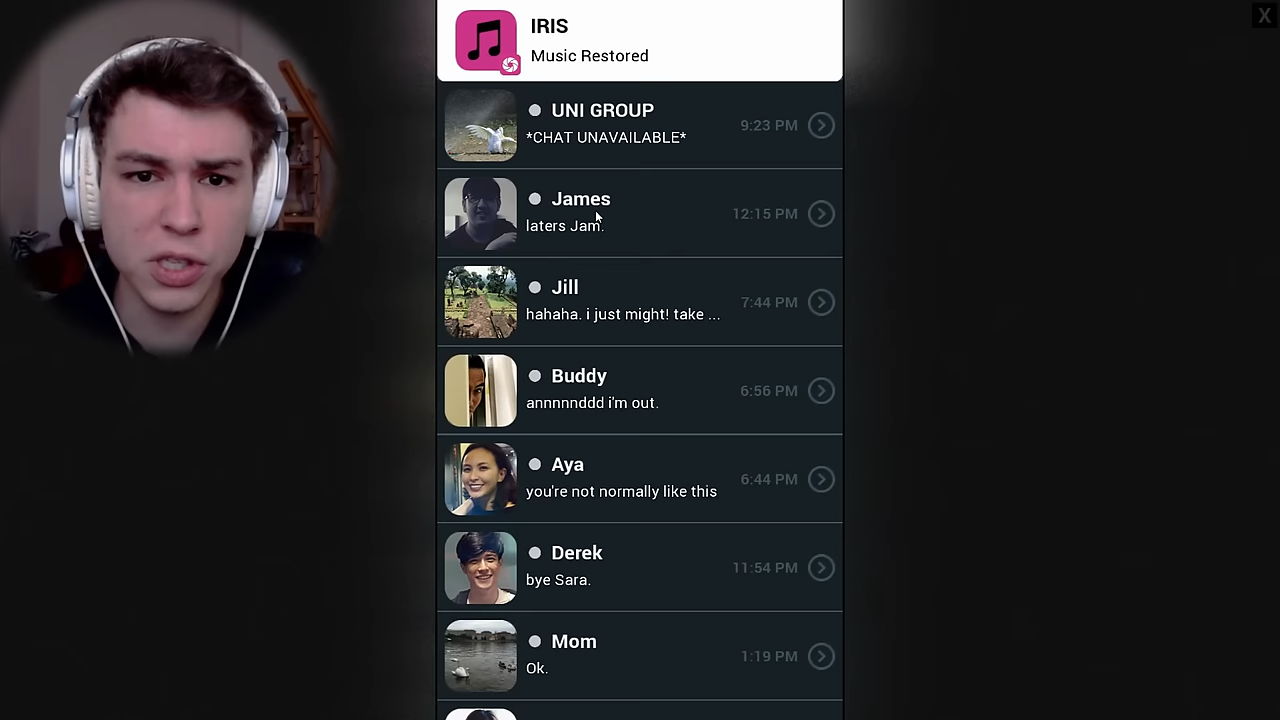 IRIS
Music Restored
X
UNI GROUP
*CHAT UNAVAILABLE*
9:23 PM
James
laters Jam.
12:15 PM
Jill
hahaha. i just might! take ...
7:44 PM
Buddy
annnnnddd i'm out.
6:56 PM
Aya
you're not normally like this
6:44 PM
Derek
bye Sara.
11:54 PM
Mom
Ok.
1:19 PM